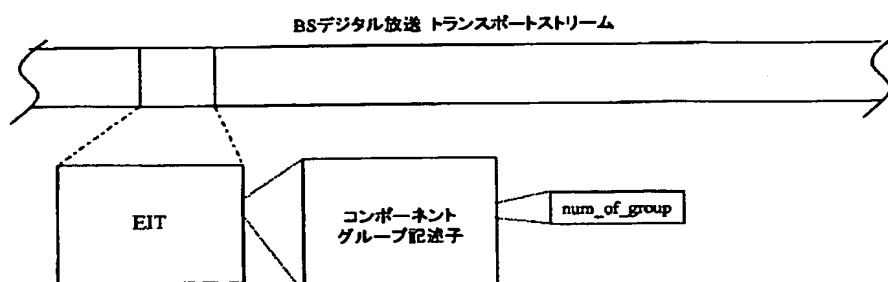 BSデジタル放送 トランスポートストリーム
EIT
コンポーネント
グループ記述子
num_of_group